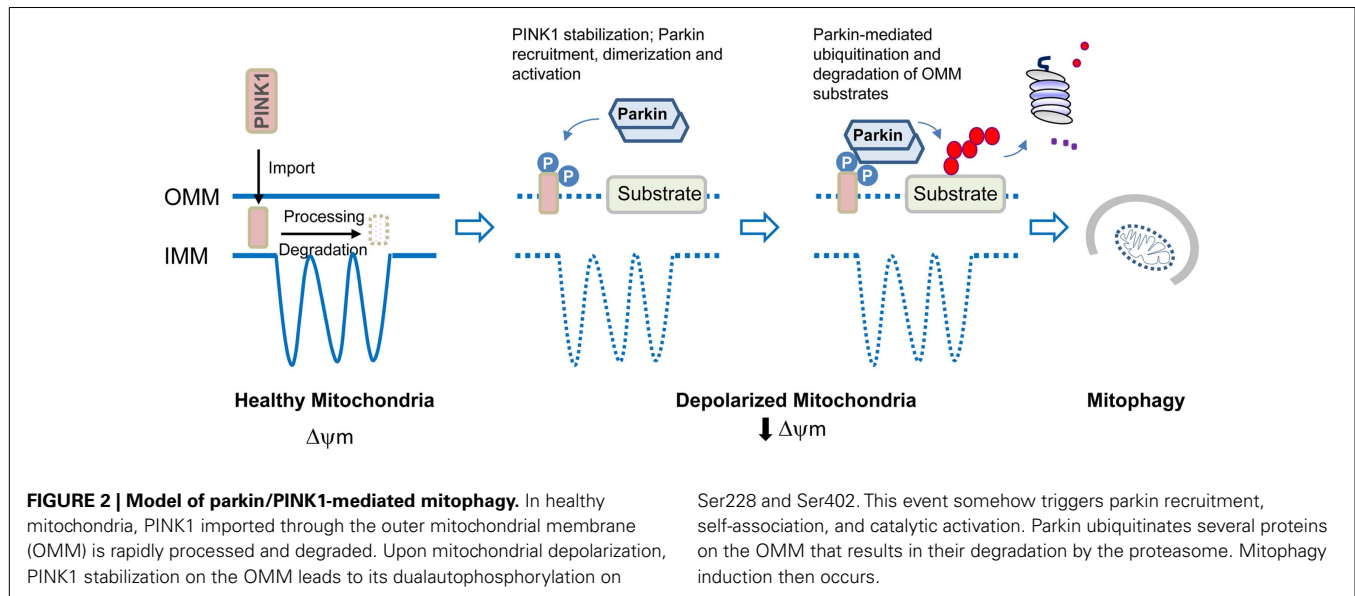 PINK1 stabilization; Parkin
recruitment, dimerization and
activation
Parkin-mediated
ubiquitination and
degradation of OMM
substrates
PINK1
Import
Parkin
P
P
Parkin
P
P
OMM
Processing
Substrate
Substrate
Degradation
IMM
Healthy Mitochondria
Δψm
Depolarized Mitochondria
Δψm
Mitophagy
FIGURE 2 | Model of parkin/PINK1-mediated mitophagy. In healthy
mitochondria, PINK1 imported through the outer mitochondrial membrane
(OMM) is rapidly processed and degraded. Upon mitochondrial depolarization,
PINK1 stabilization on the OMM leads to its dualautophosphorylation on
Ser228 and Ser402. This event somehow triggers parkin recruitment,
self-association, and catalytic activation. Parkin ubiquitinates several proteins
on the OMM that results in their degradation by the proteasome. Mitophagy
induction then occurs.